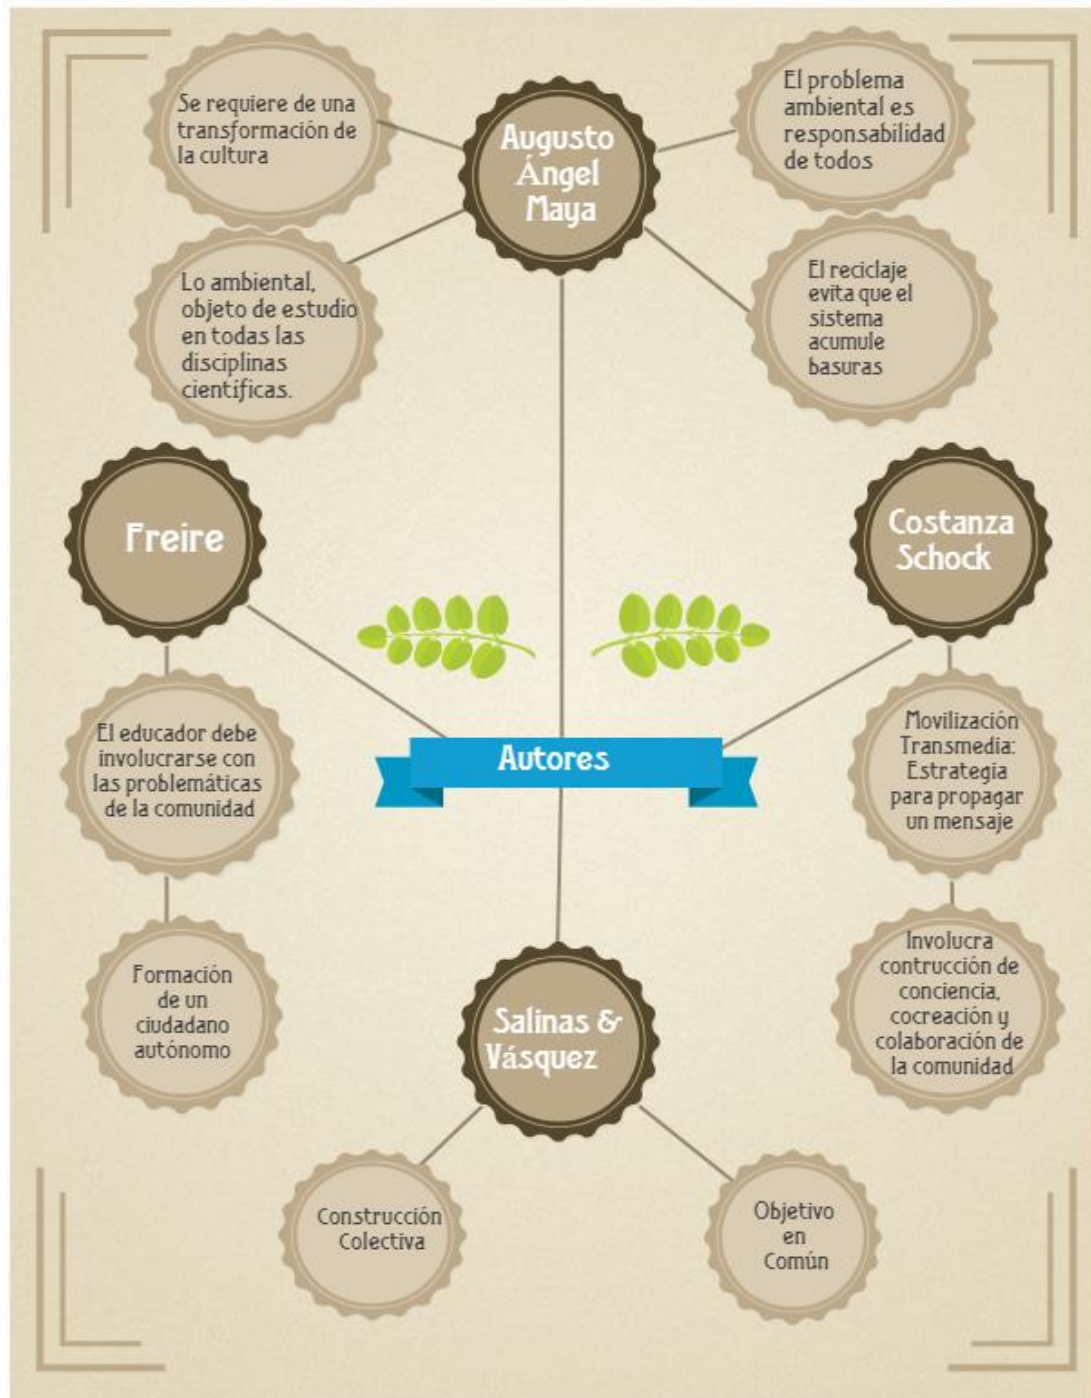 Se requiere de una
transformación de
la cultura
Augusto
Ángel
Maya
El problema
ambiental es
responsabilidad
de todos
Lo ambiental,
objeto de estudio
en todas las
disciplinas
científicas.
El reciclaje
evita que el
sistema
acumule
basuras
Freire
Costanza
Schock
El educador debe
involucrarse con
las problemáticas
de la comunidad
Autores
Movilización
Transmedia:
Estrategia
para propagar
un mensaje
Formación
de un
ciudadano
autónomo
Salinas &
Vásquez
Involucra
contrucción de
conciencia,
cocreación y
colaboración de
la comunidad
Construcción
Colectiva
Objetivo
en
Común